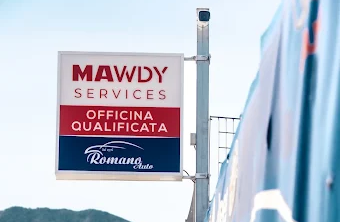 MAWDY
SERVICES
OFFICINA
QUALIFICATA
Romano
Auto